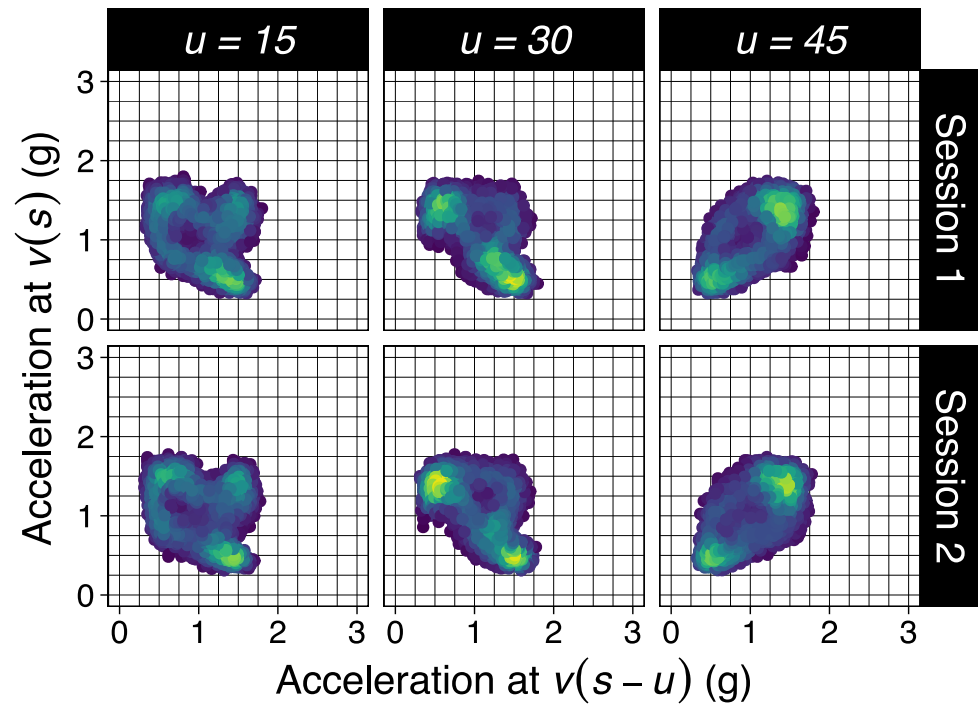 u = 15
u = 30
u = 45
Acceleration at v(s) (g)
3
2
1
0
Session 1
3
2
1
0
Session 2
0 1 2 3
0 1 2 3
0 1 2 3
Acceleration at v(s − u) (g)